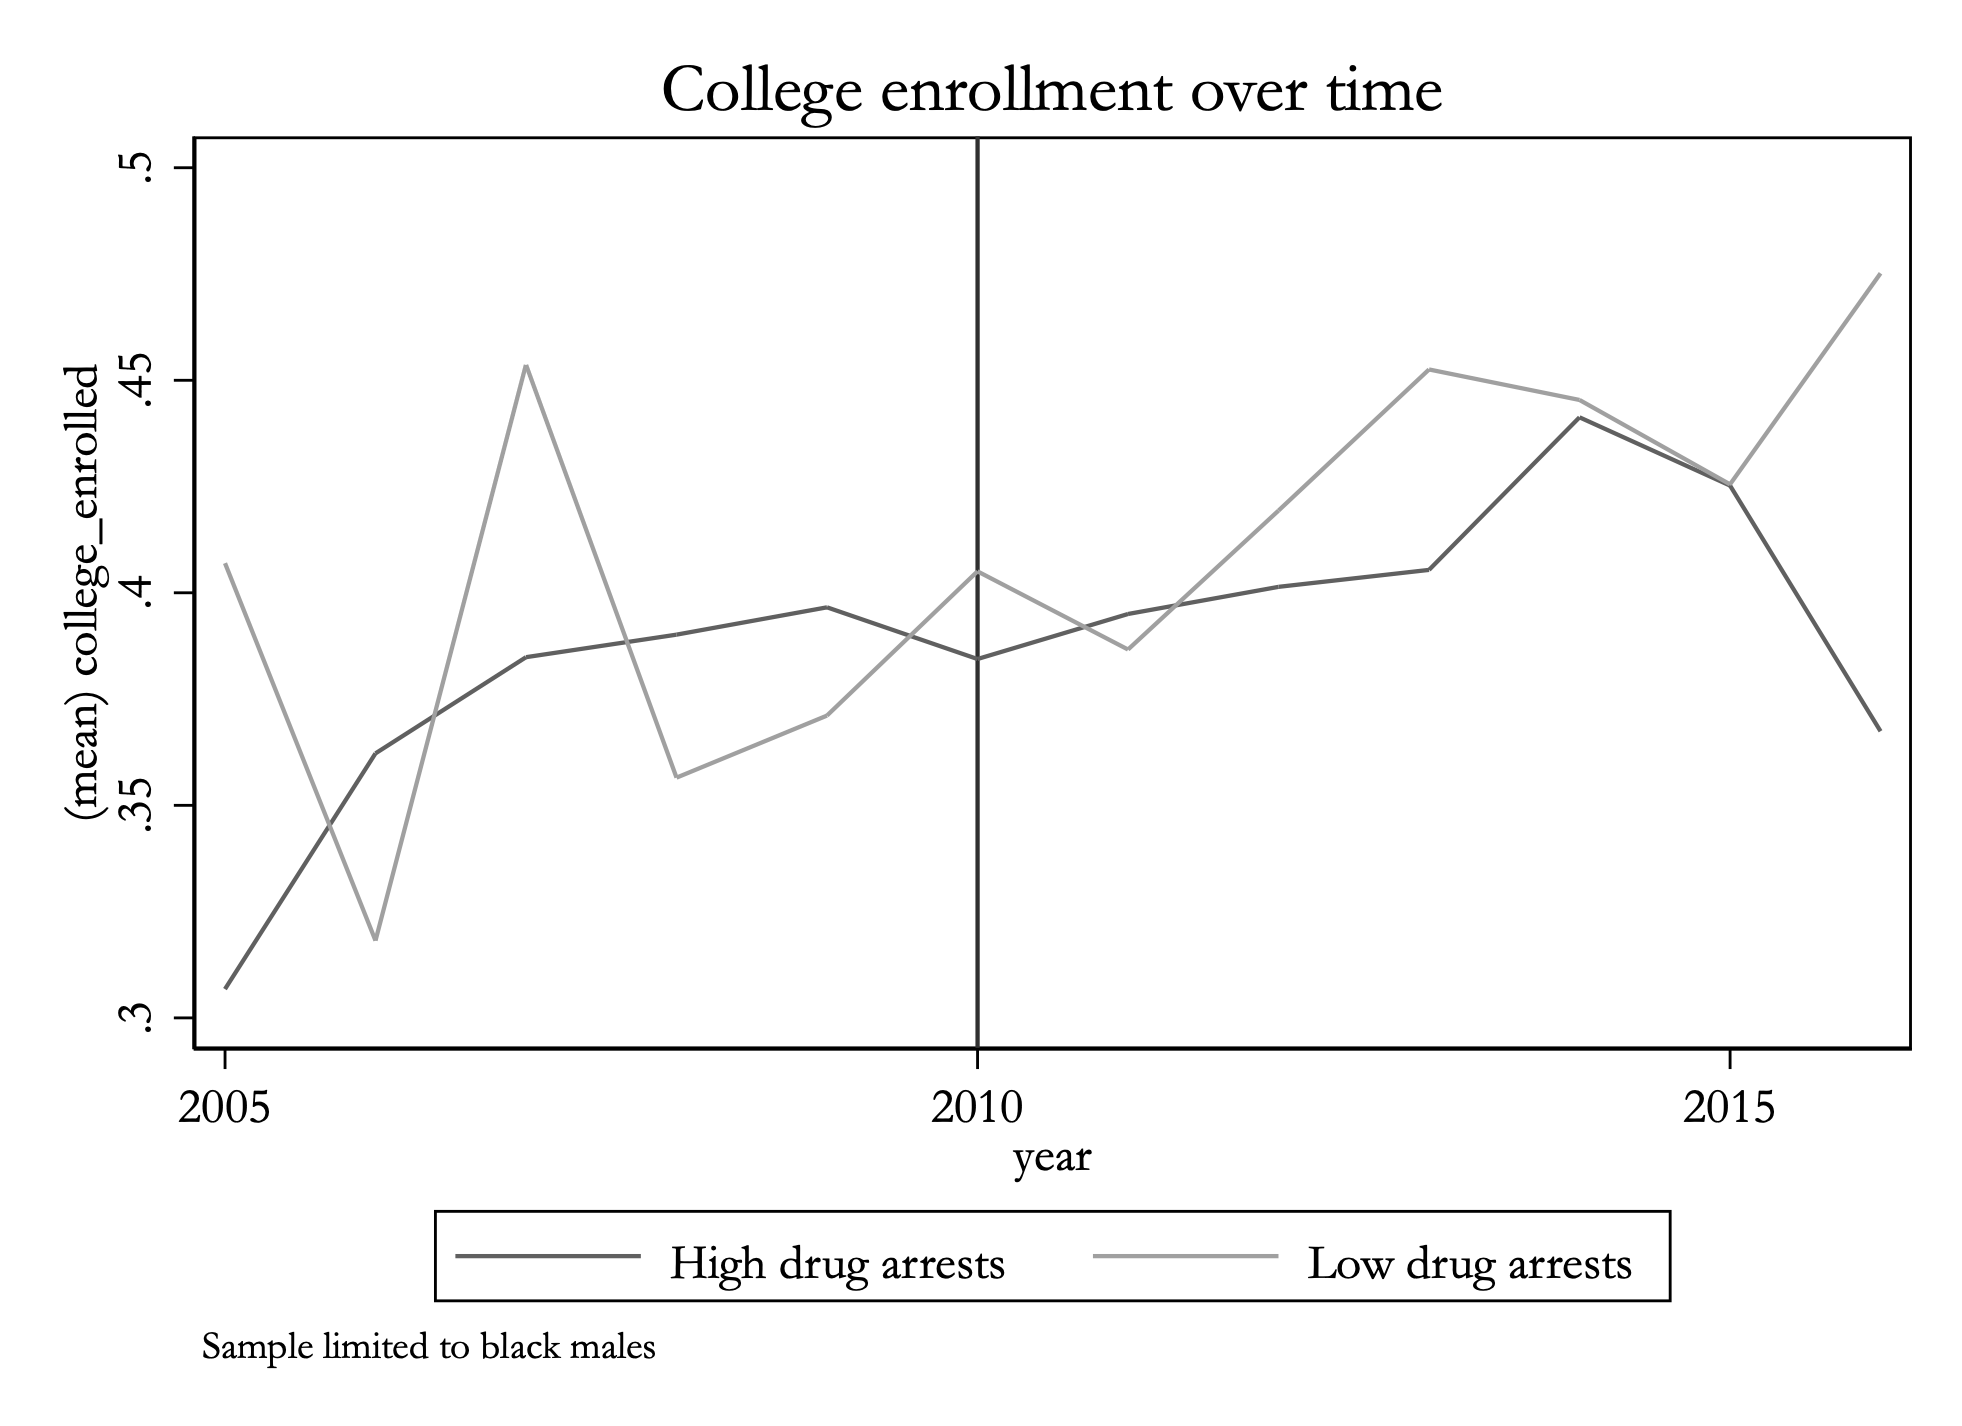 College enrollment over time
(mean) college_enrolled
.5
.45
.4
.35
.3
2005 2010 2015
year
High drug arrests Low drug arrests
Sample limited to black males